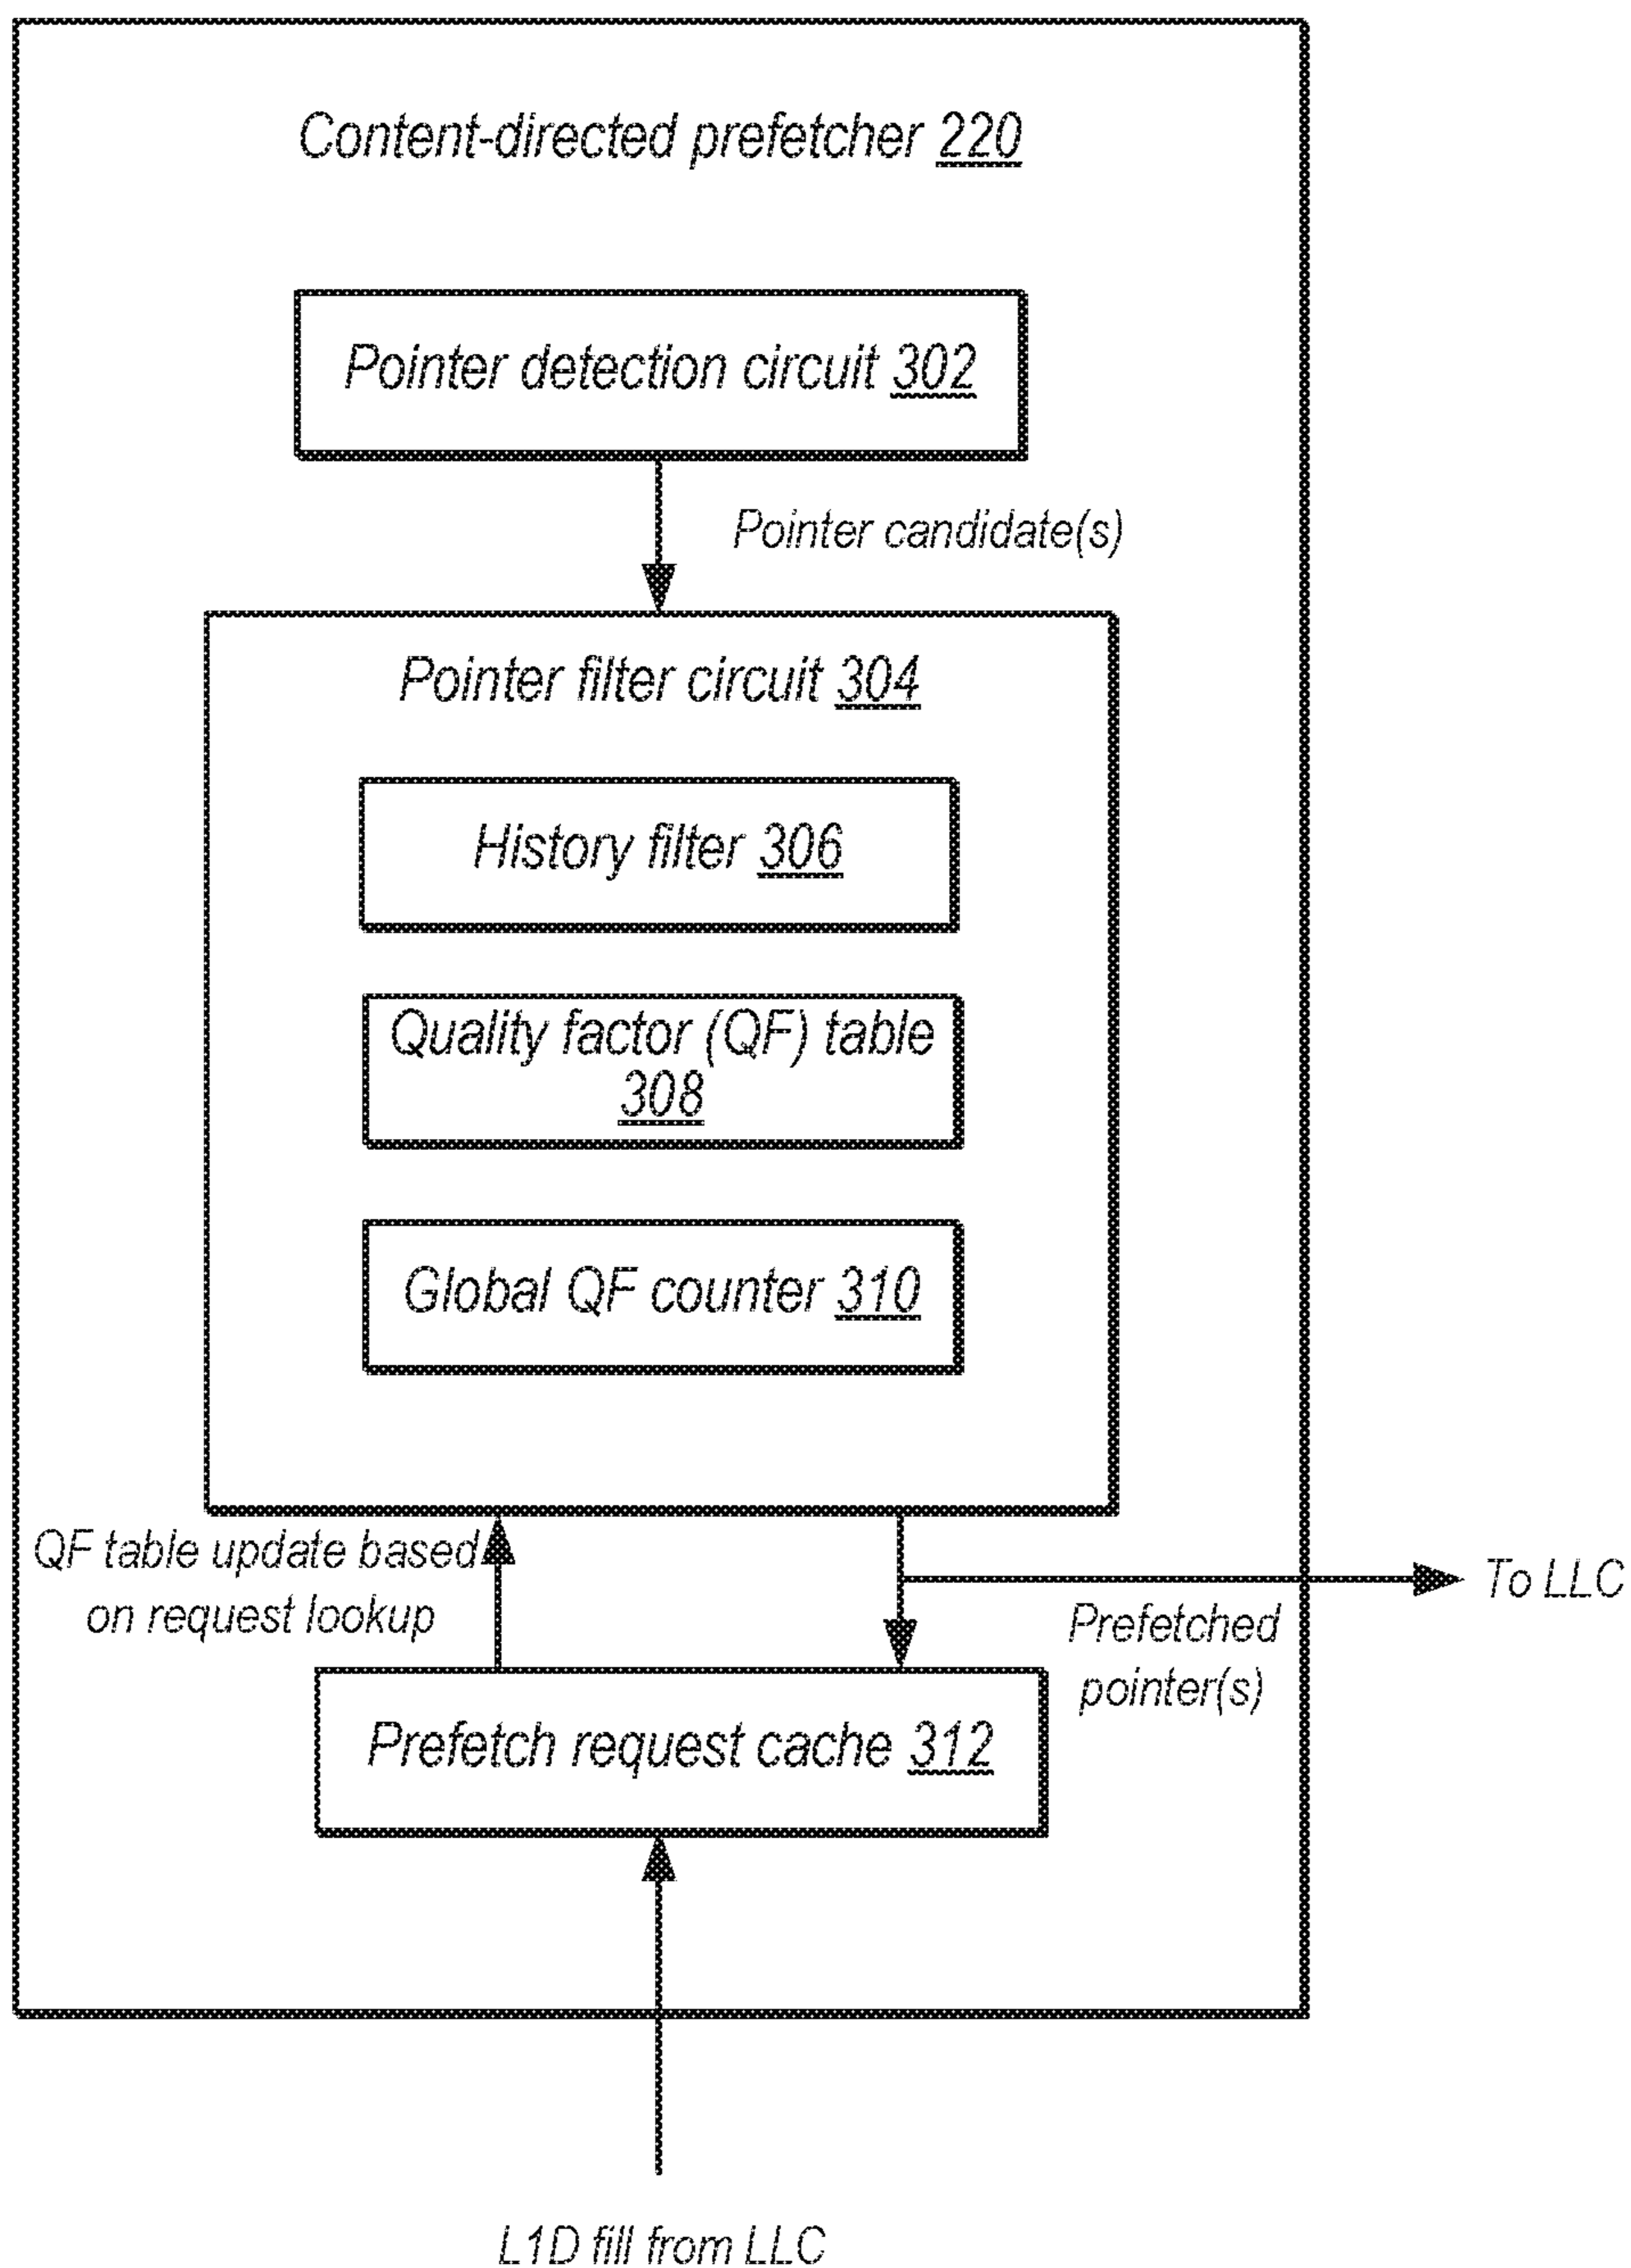 Content-directed prefetcher 220
Pointer detection circuit 302
Pointer candidate(s)
Pointer filter circuit 304
History filter 306
Quality factor (QF) table
308
Global QF counter 310
QF table update based
on request lookup
To LLC
Prefetched
pointer(s)
Prefetch request cache 312
L1D fill from LLC